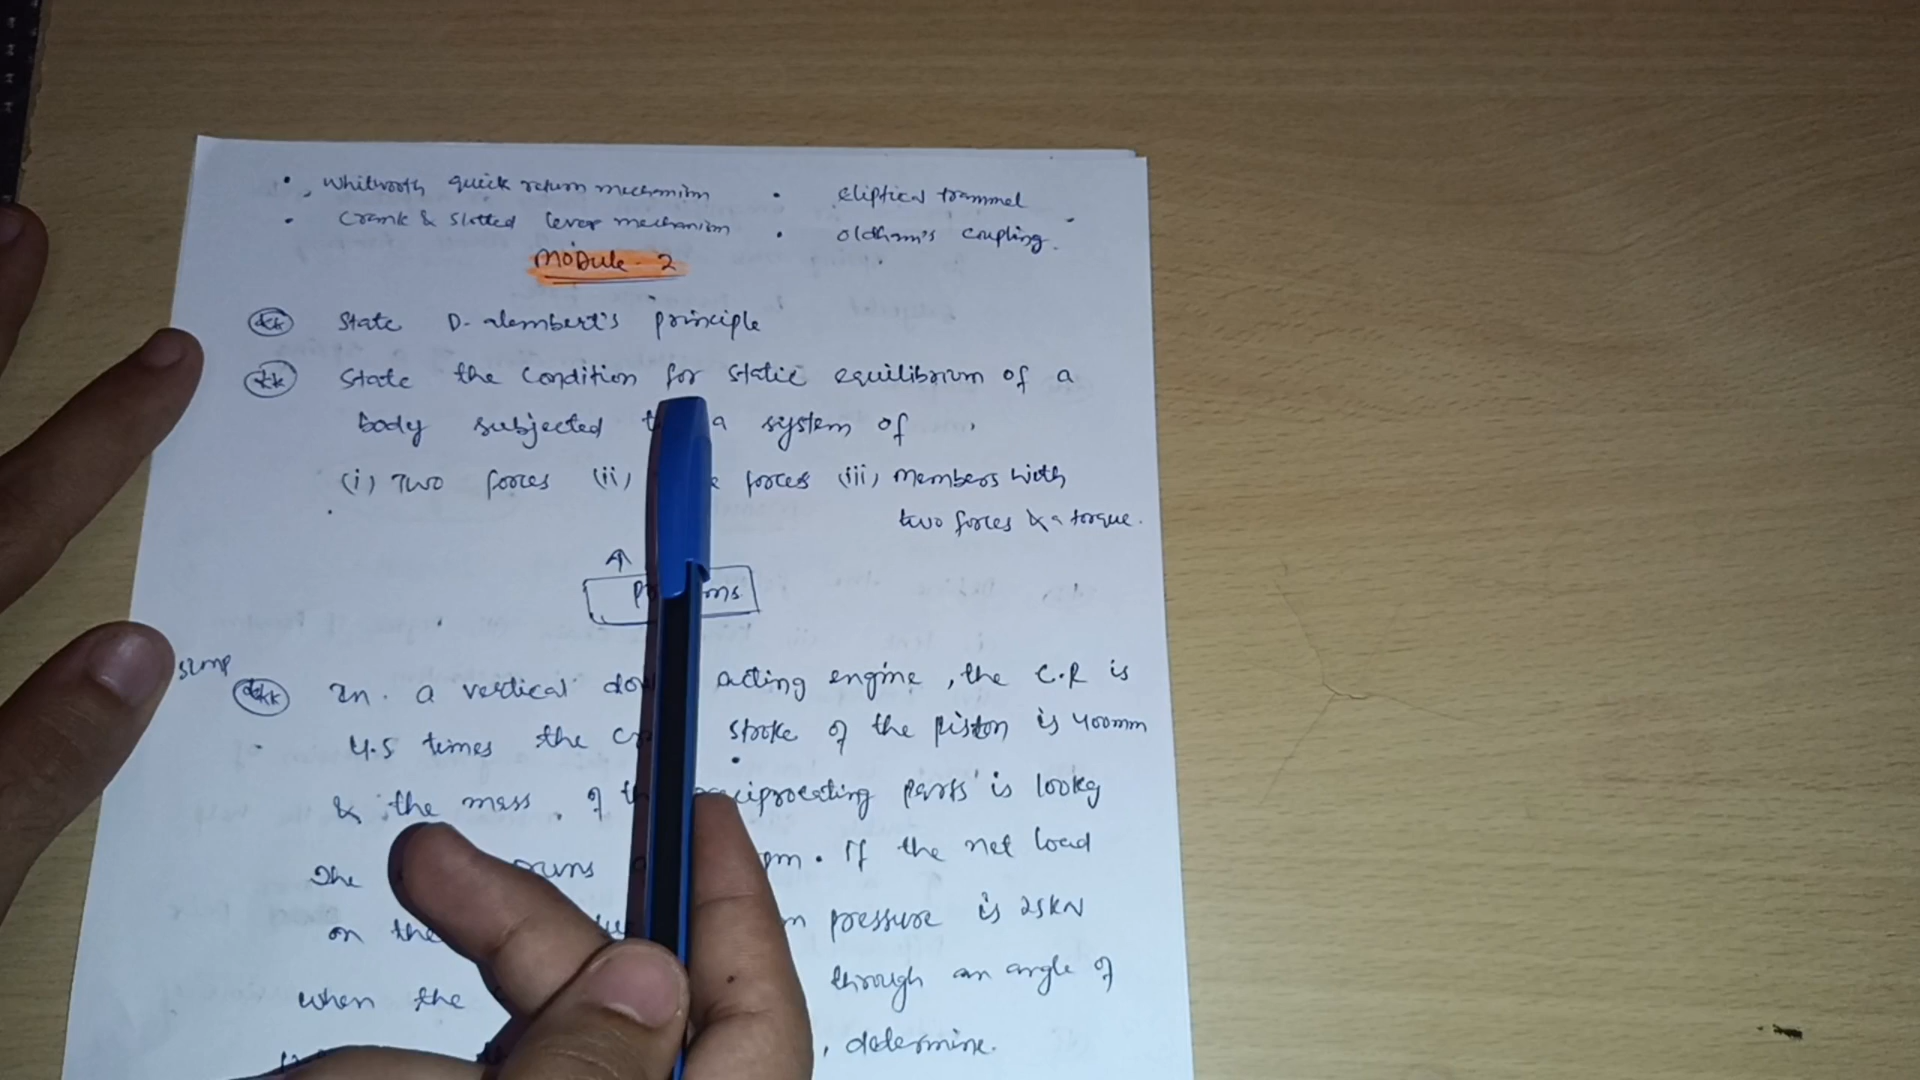 • Whitworth quick return mechanism • eliptical trammel
• Crank & slotted lever mechanism • oldham's coupling.
Module - 2
State D-alembert's principle
State the condition for static equilibrium of a
body subjected a system of
(i) Two forces (ii) forces (iii) Members with
two forces & a torque.
simp
In a vertical acting engine, the C.R is
4.5 times the stroke of the piston is 400mm
& the mass of parts is 100kg
The runs If the net load
on the pressure is 25kN
when the through an angle of
, determine.